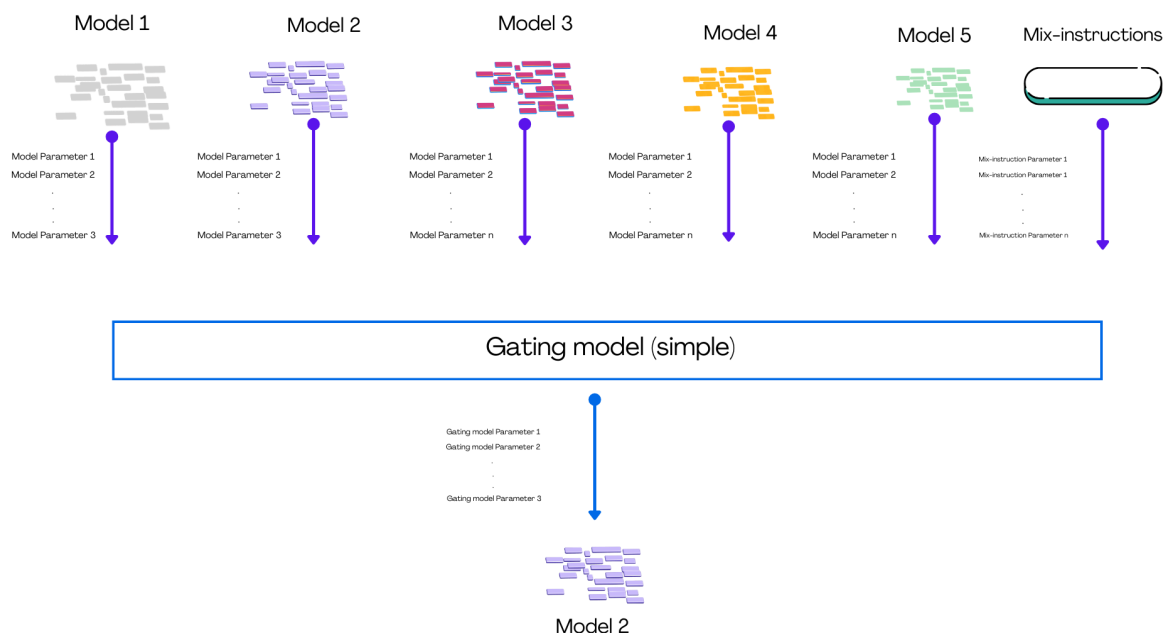 Model 1
Model 2
Model 3
Model 4
Model 5
Mix-instructions
Model Parameter 1
Model Parameter 2
.
.
.
Model Parameter 3
Model Parameter 1
Model Parameter 2
.
.
.
Model Parameter 3
Model Parameter 1
Model Parameter 2
.
.
.
Model Parameter n
Model Parameter 1
Model Parameter 2
.
.
.
Model Parameter n
Model Parameter 1
Model Parameter 2
.
.
.
Model Parameter n
Mix-instruction Parameter 1
Mix-instruction Parameter 1
.
.
.
Mix-instruction Parameter n
Gating model (simple)
Gating model Parameter 1
Gating model Parameter 2
.
.
.
Gating model Parameter 3
Model 2